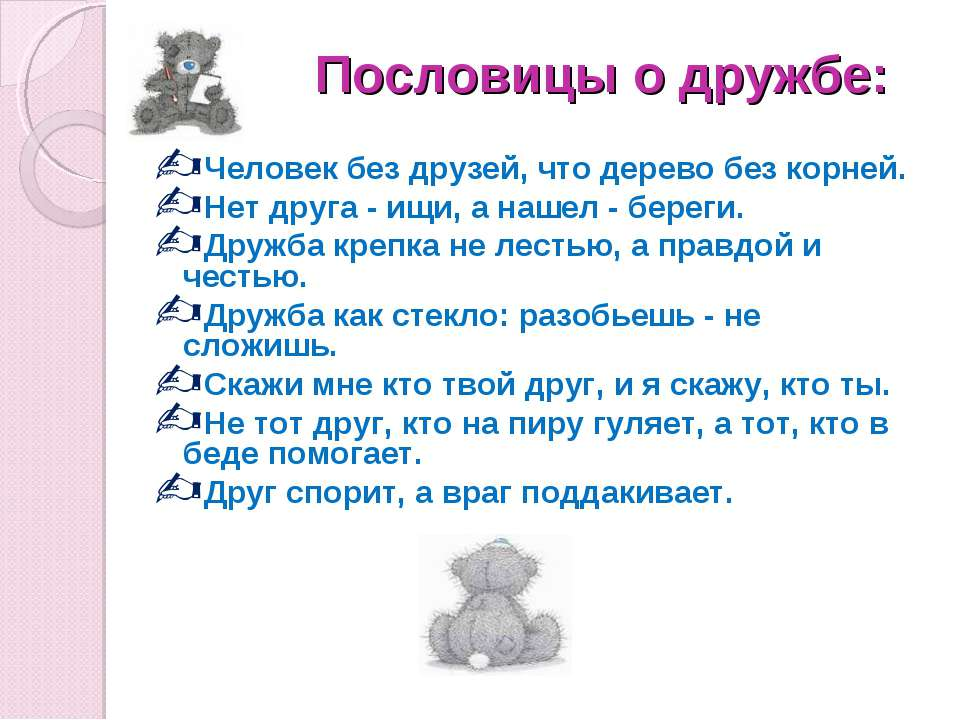 Пословицы о дружбе:
Человек без друзей, что дерево без корней.
Нет друга - ищи, а нашел - береги.
Дружба крепка не лестью, а правдой и
честью.
Дружба как стекло: разобьешь - не
сложишь.
Скажи мне кто твой друг, и я скажу, кто ты.
Не тот друг, кто на пиру гуляет, а тот, кто в
беде помогает.
Друг спорит, а враг поддакивает.